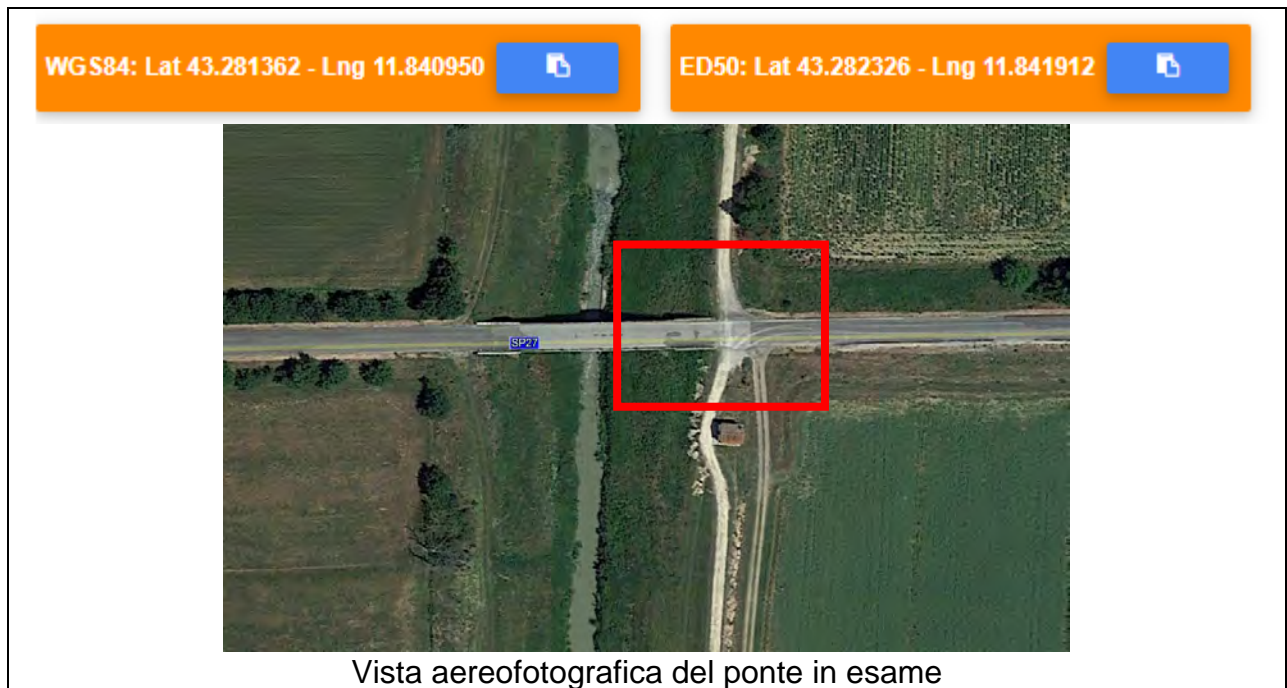 WGS84: Lat 43.281362 - Lng 11.840950
ED50: Lat 43.282326 - Lng 11.841912
SP27
Vista aereofotografica del ponte in esame